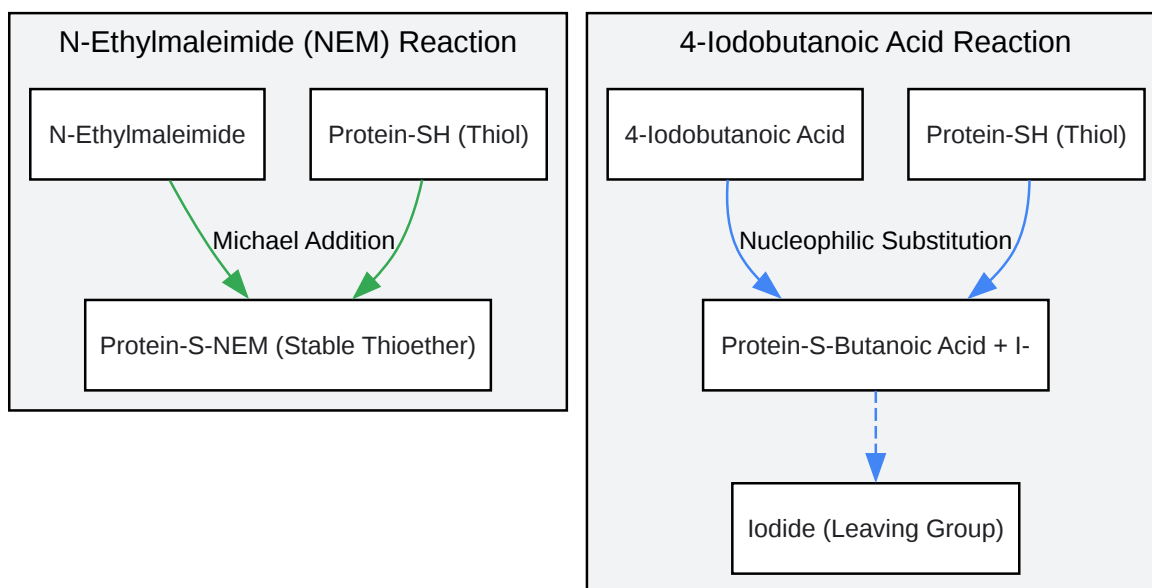 N-Ethylmaleimide (NEM) Reaction
N-Ethylmaleimide
Protein-SH (Thiol)
Michael Addition
Protein-S-NEM (Stable Thioether)
4-Iodobutanoic Acid Reaction
4-Iodobutanoic Acid
Protein-SH (Thiol)
Nucleophilic Substitution
Protein-S-Butanoic Acid + I-
Iodide (Leaving Group)